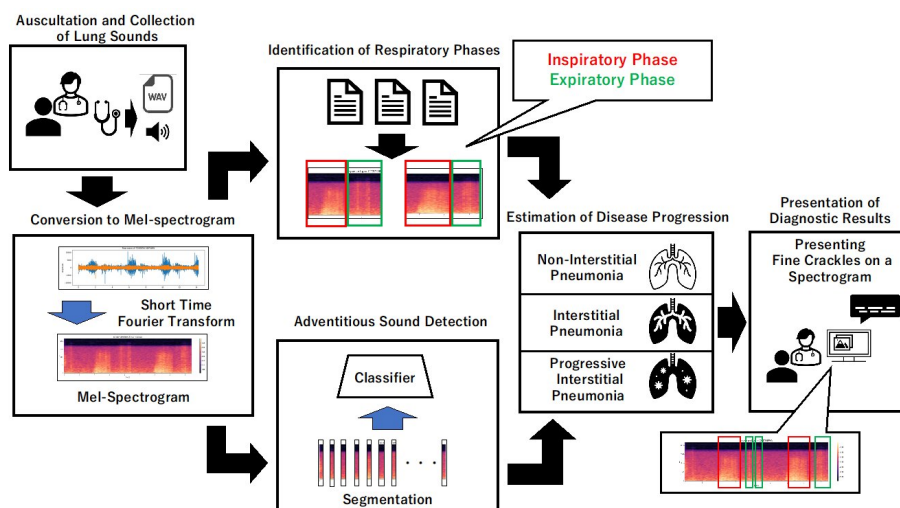 Auscultation and Collection
of Lung Sounds
WAV
Identification of Respiratory Phases
Inspiratory Phase
Expiratory Phase
Conversion to Mel-spectrogram
Short Time
Fourier Transform
Mel-Spectrogram
Adventitious Sound Detection
Classifier
Segmentation
Estimation of Disease Progression
Non-Interstitial
Pneumonia
Interstitial
Pneumonia
Progressive
Interstitial
Pneumonia
Presentation of
Diagnostic Results
Presenting
Fine Crackles on a
Spectrogram